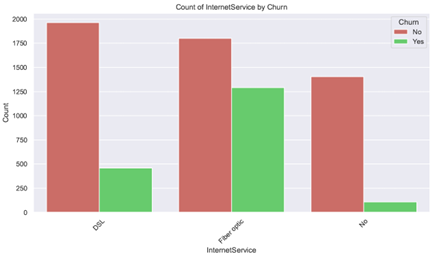 Count of InternetService by Churn
Churn
No
Yes
2000
1750
1500
1250
1000
750
500
250
0
Count
DSL
Fiber optic
No
InternetService